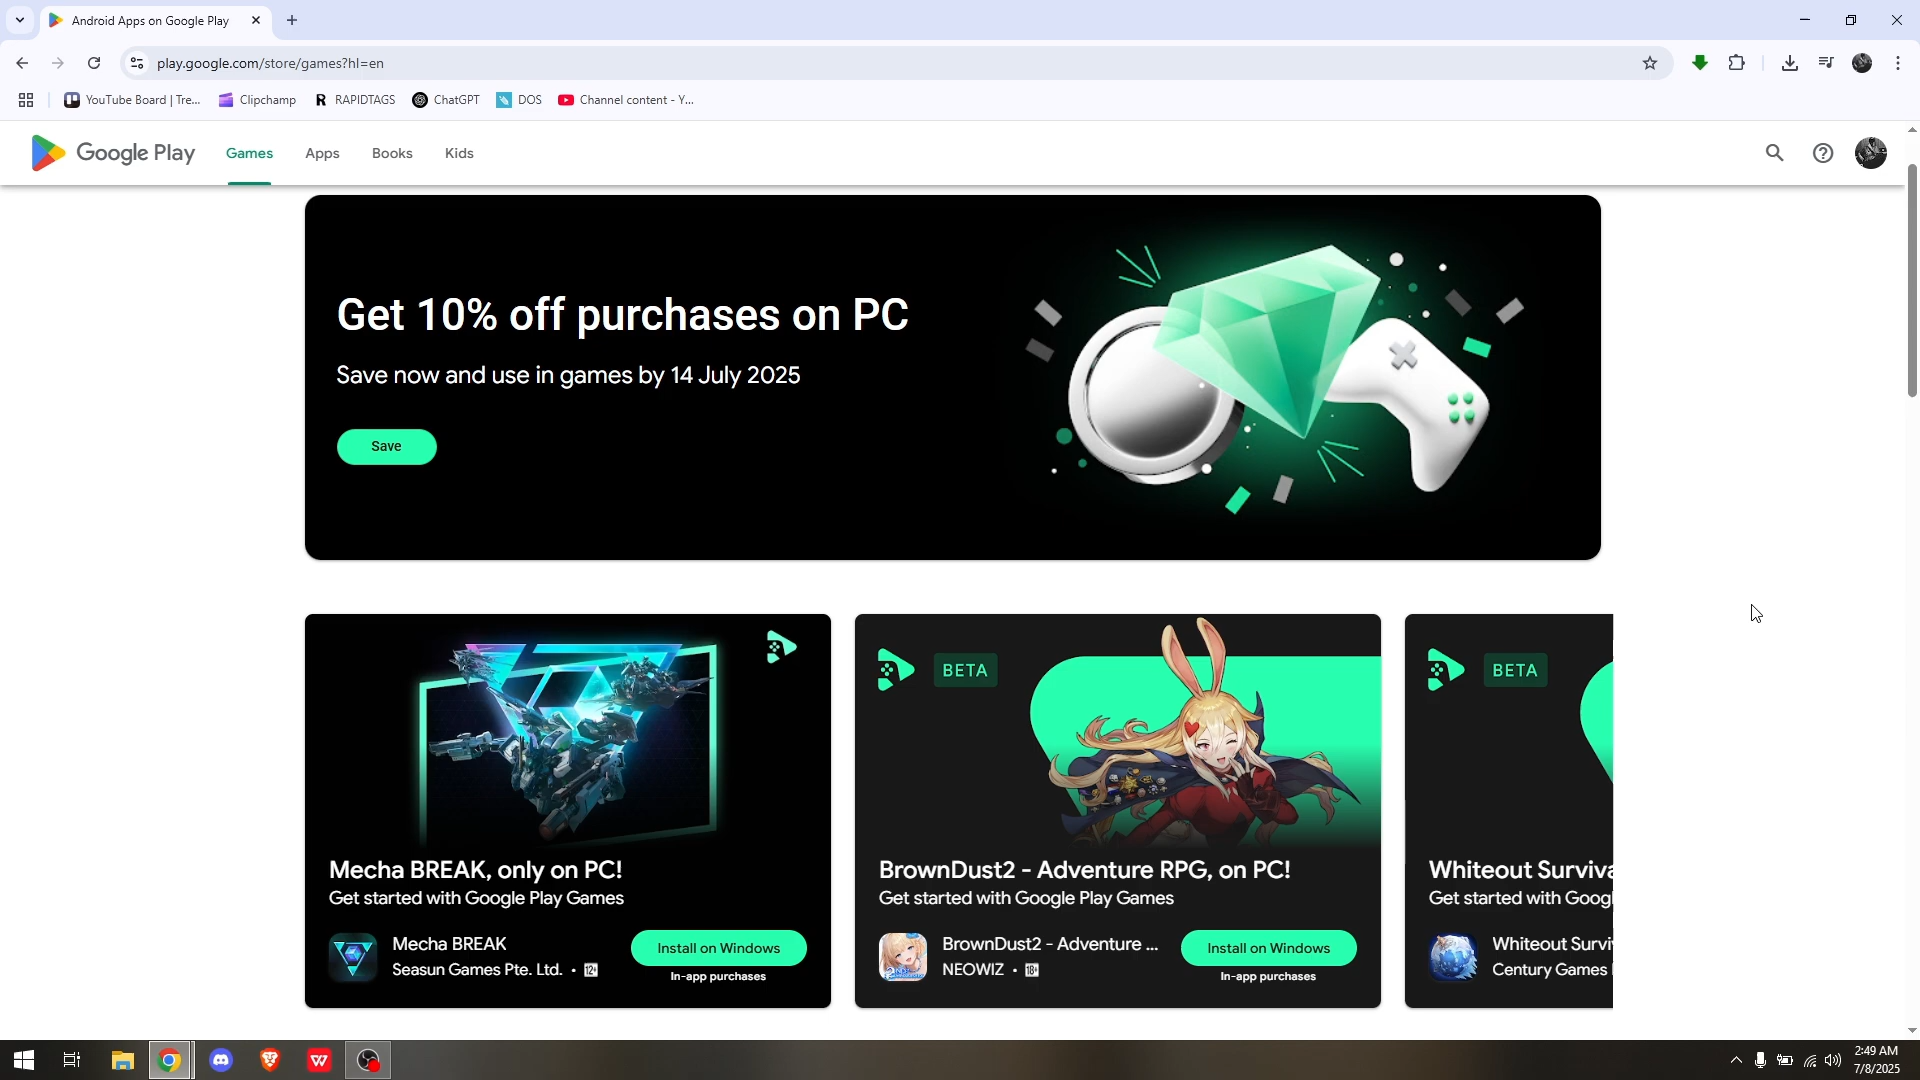 Android Apps on Google Play
play.google.com/store/games?hl=en
YouTube Board | Tre...
Clipchamp
RAPIDTAGS
ChatGPT
DOS
Channel content - Y...
Google Play
Games
Apps
Books
Kids
Get 10% off purchases on PC
Save now and use in games by 14 July 2025
Save
Mecha BREAK, only on PC!
Get started with Google Play Games
Mecha BREAK
Seasun Games Pte. Ltd. • 12+
Install on Windows
In-app purchases
BETA
BrownDust2 - Adventure RPG, on PC!
Get started with Google Play Games
BrownDust2 - Adventure ...
NEOWIZ • 18+
Install on Windows
In-app purchases
BETA
Whiteout Surviva
Get started with Goog
Whiteout Survi
Century Games
2:49 AM
7/8/2025